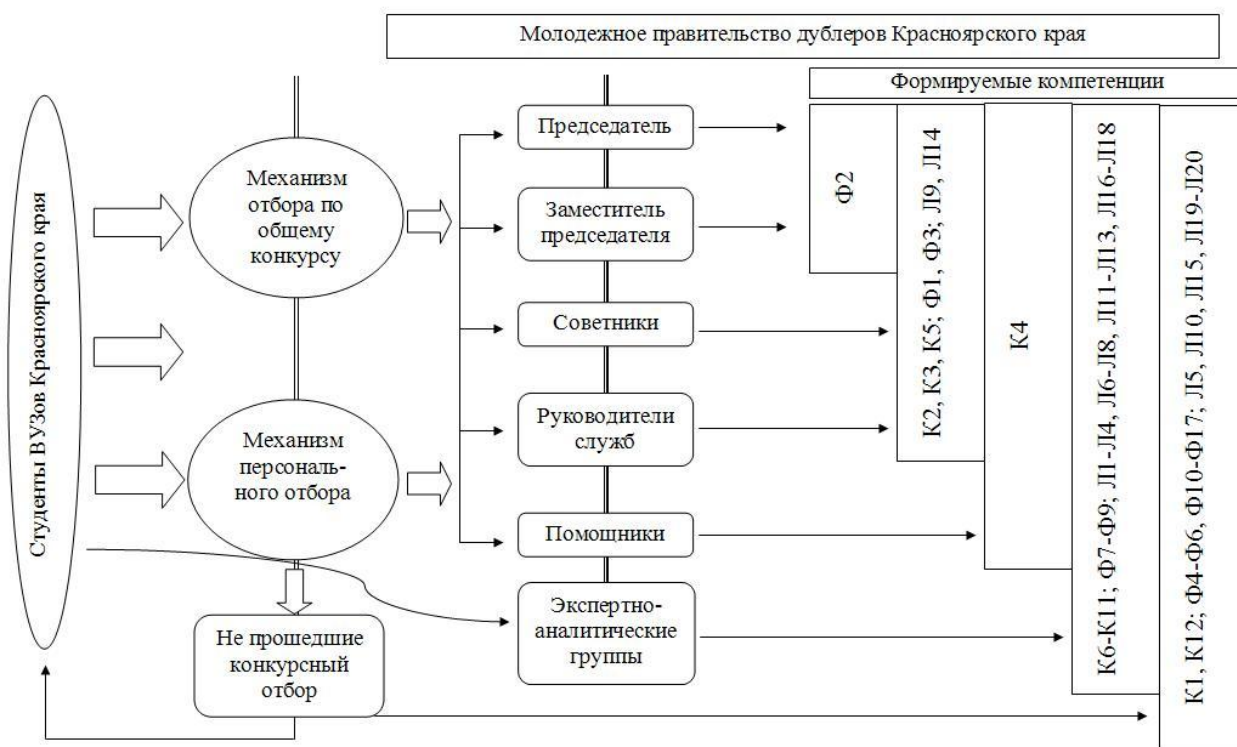 Молодежное правительство дублеров Красноярского края
Формируемые компетенции
Студенты ВУЗов Красноярского края
Механизм
отбора по
общему
конкурсу
Механизм
персональ-
ного отбора
Не прошедшие
конкурсный
отбор
Председатель
Заместитель
председателя
Советники
Руководители
служб
Помощники
Экспертно-
аналитические
группы
Ф2
К2, К3, К5; Ф1, Ф3; Л9, Л14
К4
К6-К11; Ф7-Ф9; Л1-Л4, Л6-Л8, Л11-Л13, Л16-Л18
К1, К12; Ф4-Ф6, Ф10-Ф17; Л5, Л10, Л15, Л19-Л20